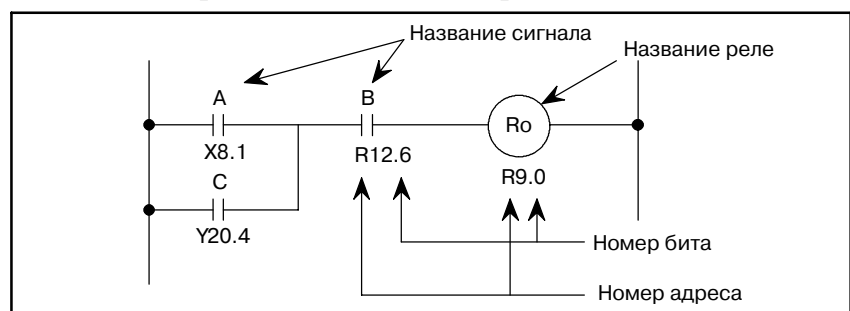 Название сигнала
Название реле
A
B
Ro
X8.1
R12.6
R9.0
C
Y20.4
Номер бита
Номер адреса